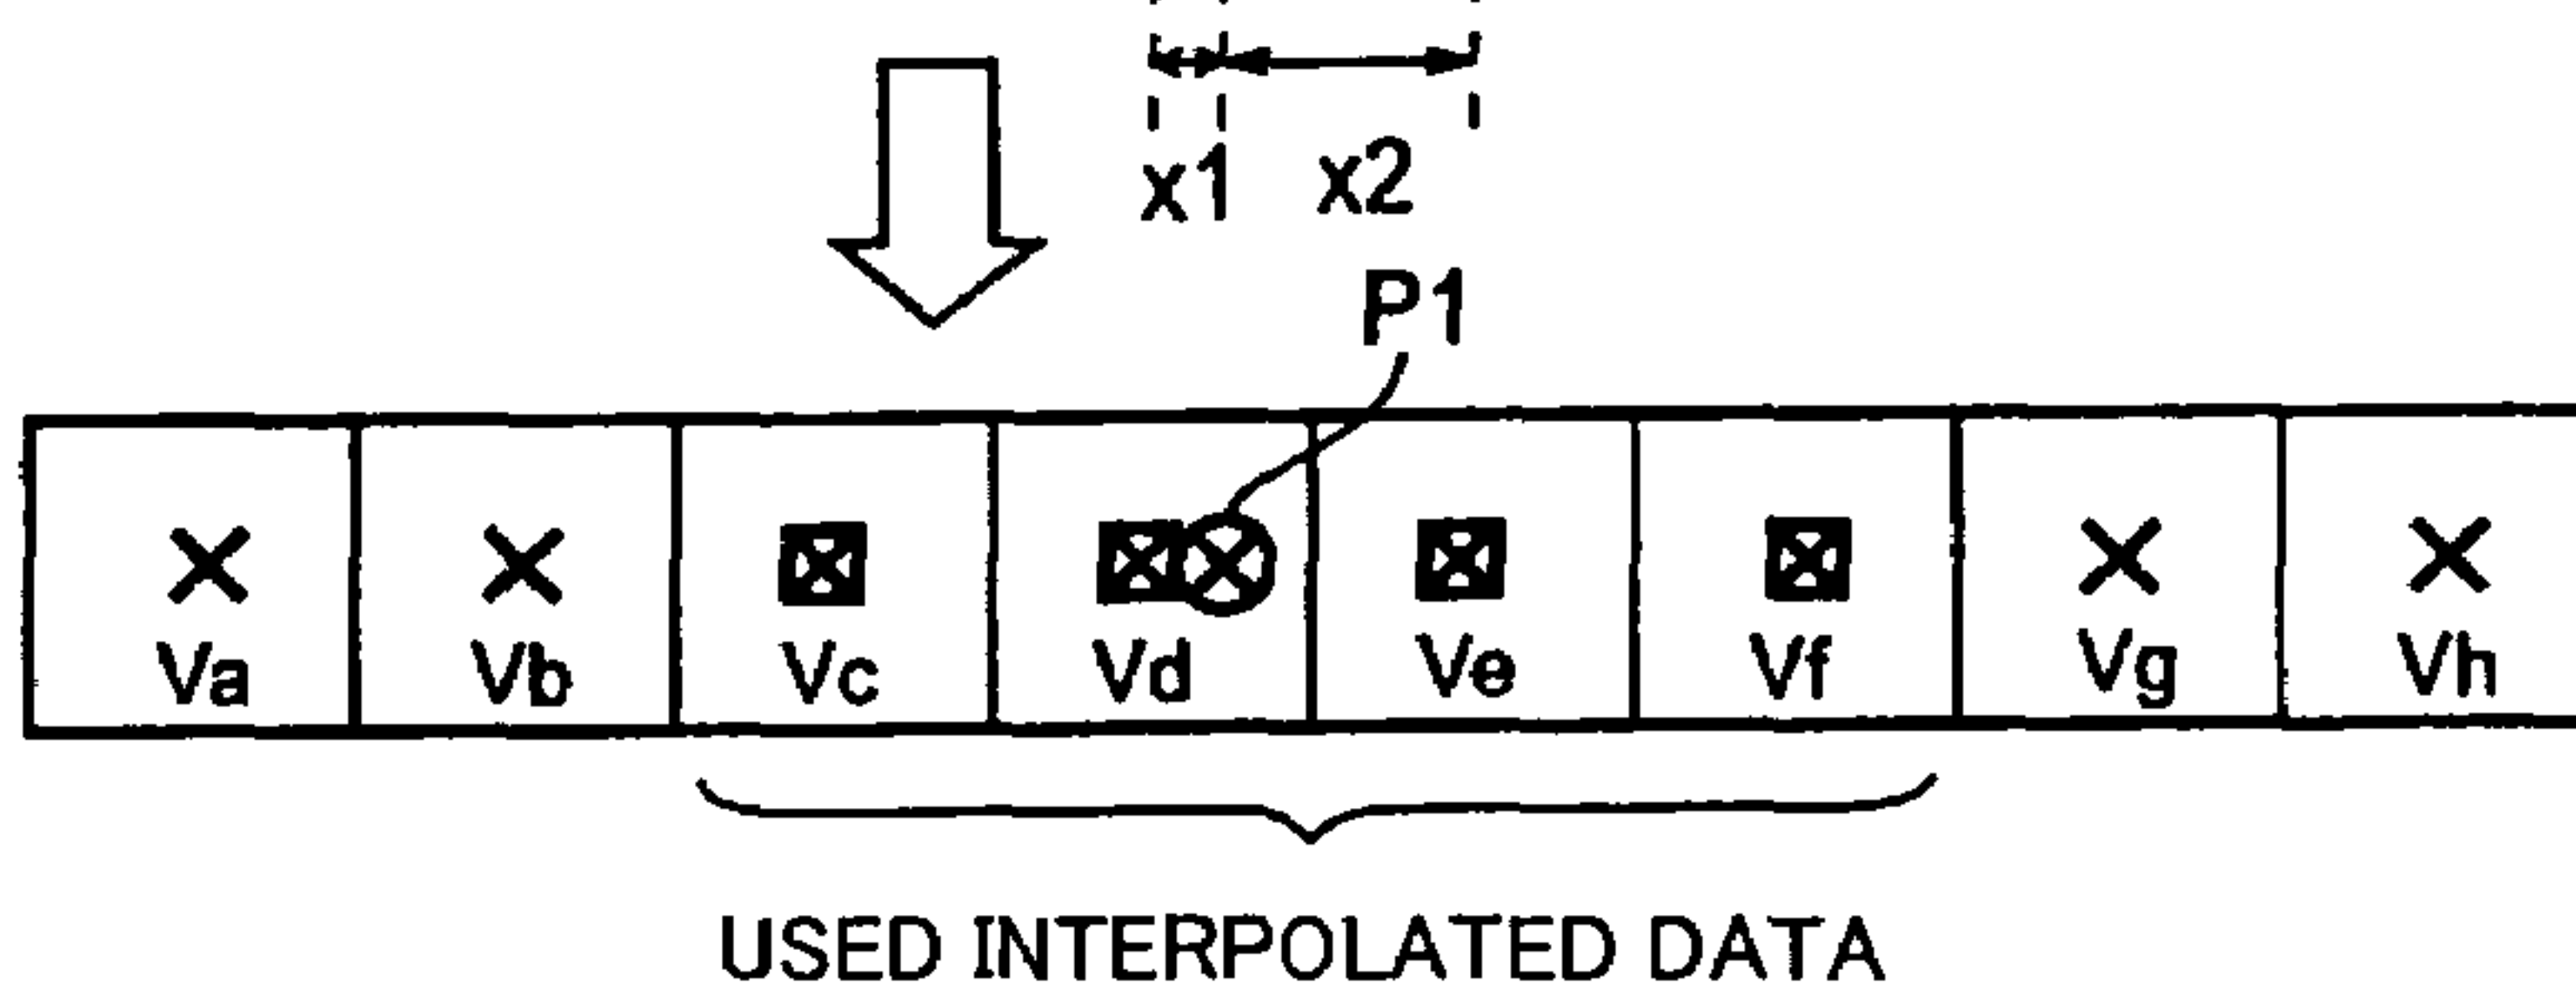 x1 x2
P1
Va Vb Vc Vd Ve Vf Vg Vh
USED INTERPOLATED DATA